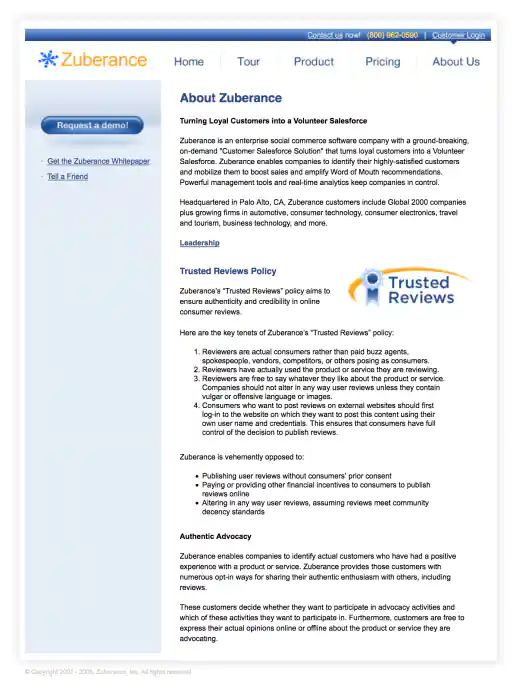 Contact us now! (800) 962-0590 | Customer Login
Zuberance
Home Tour Product Pricing About Us
Request a demo!
· Get the Zuberance Whitepaper
· Tell a Friend
About Zuberance
Turning Loyal Customers into a Volunteer Salesforce
Zuberance is an enterprise social commerce software company with a ground-breaking,
on-demand "Customer Salesforce Solution" that turns loyal customers into a Volunteer
Salesforce. Zuberance enables companies to identify their highly-satisfied customers
and mobilize them to boost sales and amplify Word of Mouth recommendations.
Powerful management tools and real-time analytics keep companies in control.
Headquartered in Palo Alto, CA, Zuberance customers include Global 2000 companies
plus growing firms in automotive, consumer technology, consumer electronics, travel
and tourism, business technology, and more.
Leadership
Trusted Reviews Policy
Zuberance's "Trusted Reviews" policy aims to
ensure authenticity and credibility in online
consumer reviews.
Trusted
Reviews
Here are the key tenets of Zuberance's "Trusted Reviews" policy:
1. Reviewers are actual consumers rather than paid buzz agents,
spokespeople, vendors, competitors, or others posing as consumers.
2. Reviewers have actually used the product or service they are reviewing.
3. Reviewers are free to say whatever they like about the product or service.
Companies should not alter in any way user reviews unless they contain
vulgar or offensive language or images.
4. Consumers who want to post reviews on external websites should first
log-in to the website on which they want to post this content using their
own user name and credentials. This ensures that consumers have full
control of the decision to publish reviews.
Zuberance is vehemently opposed to:
• Publishing user reviews without consumers' prior consent
• Paying or providing other financial incentives to consumers to publish
reviews online
• Altering in any way user reviews, assuming reviews meet community
decency standards
Authentic Advocacy
Zuberance enables companies to identify actual customers who have had a positive
experience with a product or service. Zuberance provides those customers with
numerous opt-in ways for sharing their authentic enthusiasm with others, including
reviews.
These customers decide whether they want to participate in advocacy activities and
which of these activities they want to participate in. Furthermore, customers are free to
express their actual opinions online or offline about the product or service they are
advocating.
© Copyright 2007 - 2009, Zuberance, Inc. All rights reserved